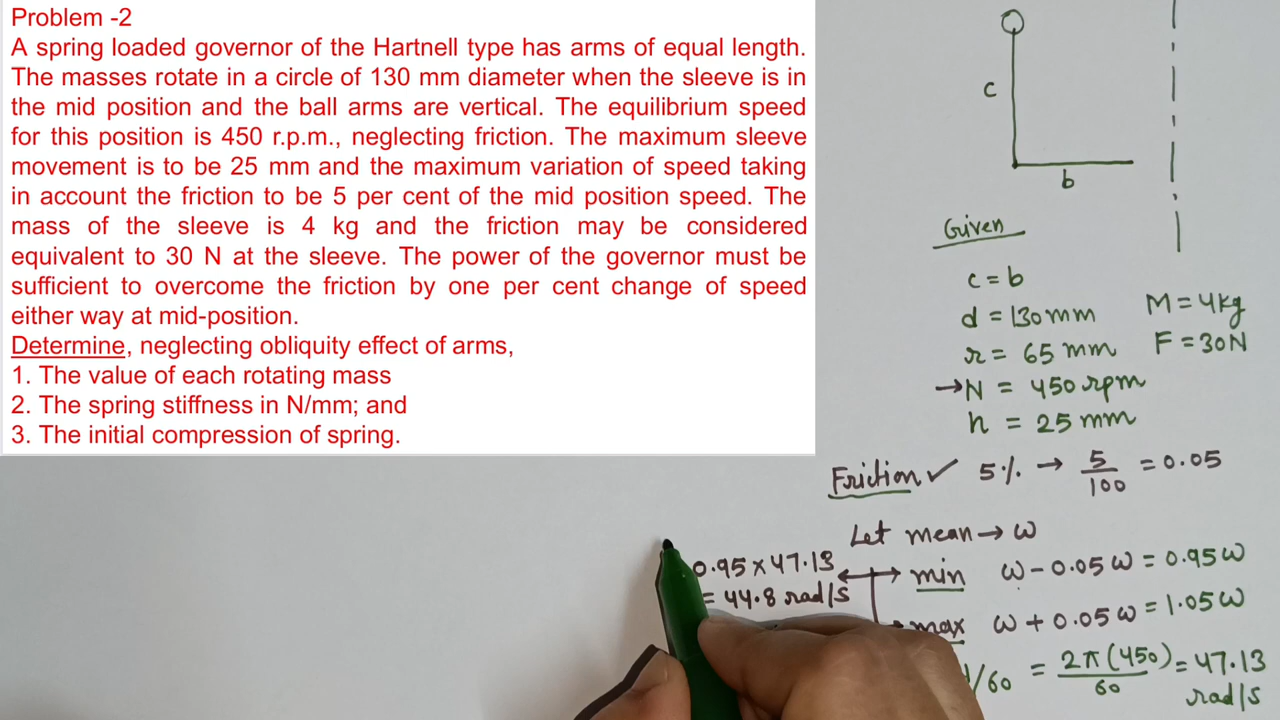 Problem -2
A spring loaded governor of the Hartnell type has arms of equal length.
The masses rotate in a circle of 130 mm diameter when the sleeve is in
the mid position and the ball arms are vertical. The equilibrium speed
for this position is 450 r.p.m., neglecting friction. The maximum sleeve
movement is to be 25 mm and the maximum variation of speed taking
in account the friction to be 5 per cent of the mid position speed. The
mass of the sleeve is 4 kg and the friction may be considered
equivalent to 30 N at the sleeve. The power of the governor must be
sufficient to overcome the friction by one per cent change of speed
either way at mid-position.
Determine, neglecting obliquity effect of arms,
1. The value of each rotating mass
2. The spring stiffness in N/mm; and
3. The initial compression of spring.
c
b
Given
c = b
d = 130 mm
M = 4 kg
r = 65 mm
F = 30N
→ N = 450 rpm
h = 25 mm
Friction ✓ 5% → 5/100 = 0.05
Let mean → ω
0.95 × 47.13 ↔ min ω - 0.05 ω = 0.95 ω
= 44.8 rad/s
→ max ω + 0.05 ω = 1.05 ω
/60 = 2π(450)/60 = 47.13
rad/s